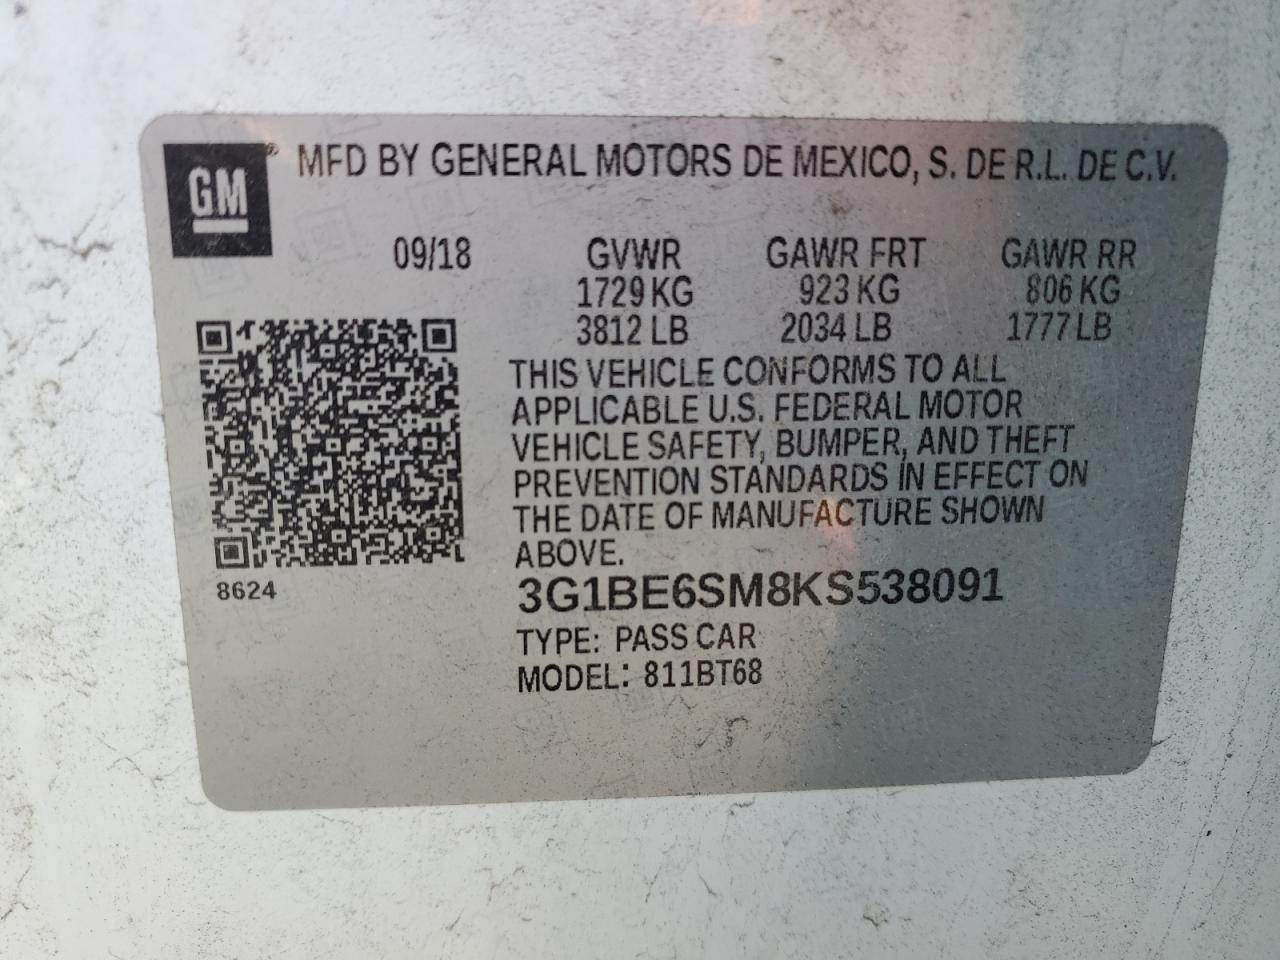 GM® MFD BY GENERAL MOTORS DE MEXICO, S. DE R.L. DE C.V.
09/18 GVWR GAWR FRT GAWR RR
1729 KG 923 KG 806 KG
3812 LB 2034 LB 1777 LB
THIS VEHICLE CONFORMS TO ALL
APPLICABLE U.S. FEDERAL MOTOR
VEHICLE SAFETY, BUMPER, AND THEFT
PREVENTION STANDARDS IN EFFECT ON
THE DATE OF MANUFACTURE SHOWN
ABOVE.
8624 3G1BE6SM8KS538091
TYPE: PASS CAR
MODEL: 811BT68